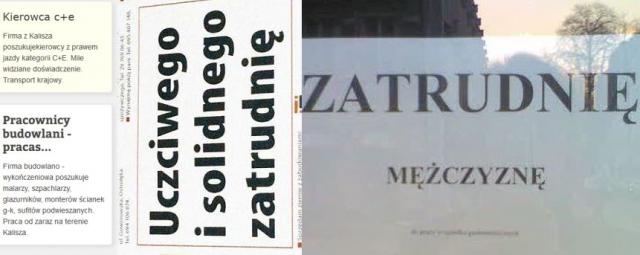 Kierowca c+e
Firma z Kalisza
poszukujekierowcy z prawem
jazdy kategorii C+E. Mile
widziane doświadczenie.
Transport krajowy.
Pracownicy
budowlani -
pracas...
Firma budowlano -
wykończeniowa poszukuje
malarzy, szpachlarzy,
glazurników, monterów ścianek
g-k, sufitów podwieszanych.
Praca od zaraz na terenie
Kalisza.
Uczciwego
i solidnego
zatrudnię
ZATRUDNIĘ
MĘŻCZYZNĘ